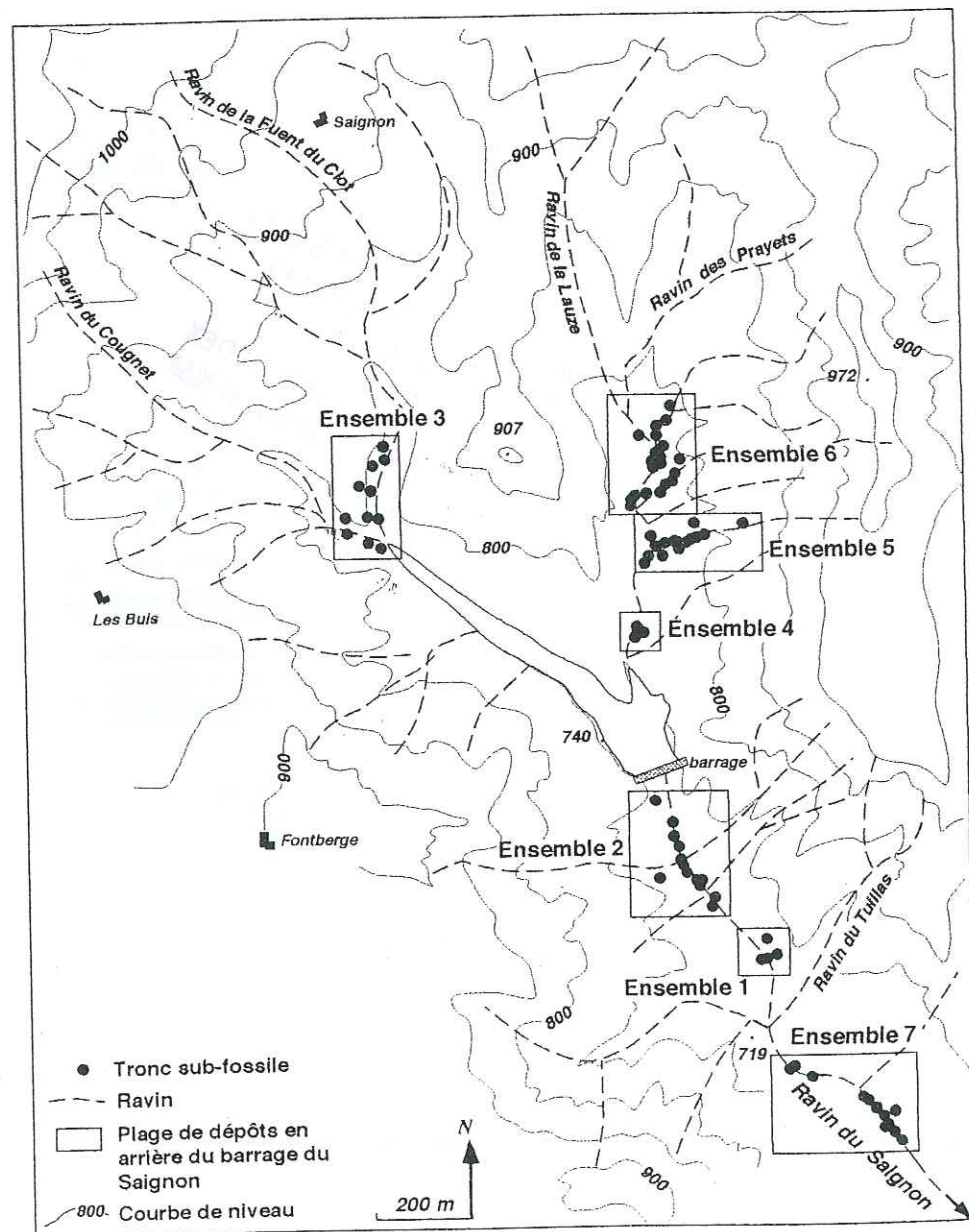 Ravin de la Fuent du Clot
Saignon
1000
900
900
Ravin de la Lauze
Ravin des Prayets
Ravin du Cougnet
900
972
Ensemble 3
907
Ensemble 6
800
Ensemble 5
Les Buis
Ensemble 4
800
740
barrage
900
Fontberge
Ensemble 2
Ravin du Tuillas
Ensemble 1
800
719
Ensemble 7
Ravin du Saignon
900
Tronc sub-fossile
Ravin
Plage de dépôts en
arrière du barrage du
Saignon
800 Courbe de niveau
N
200 m